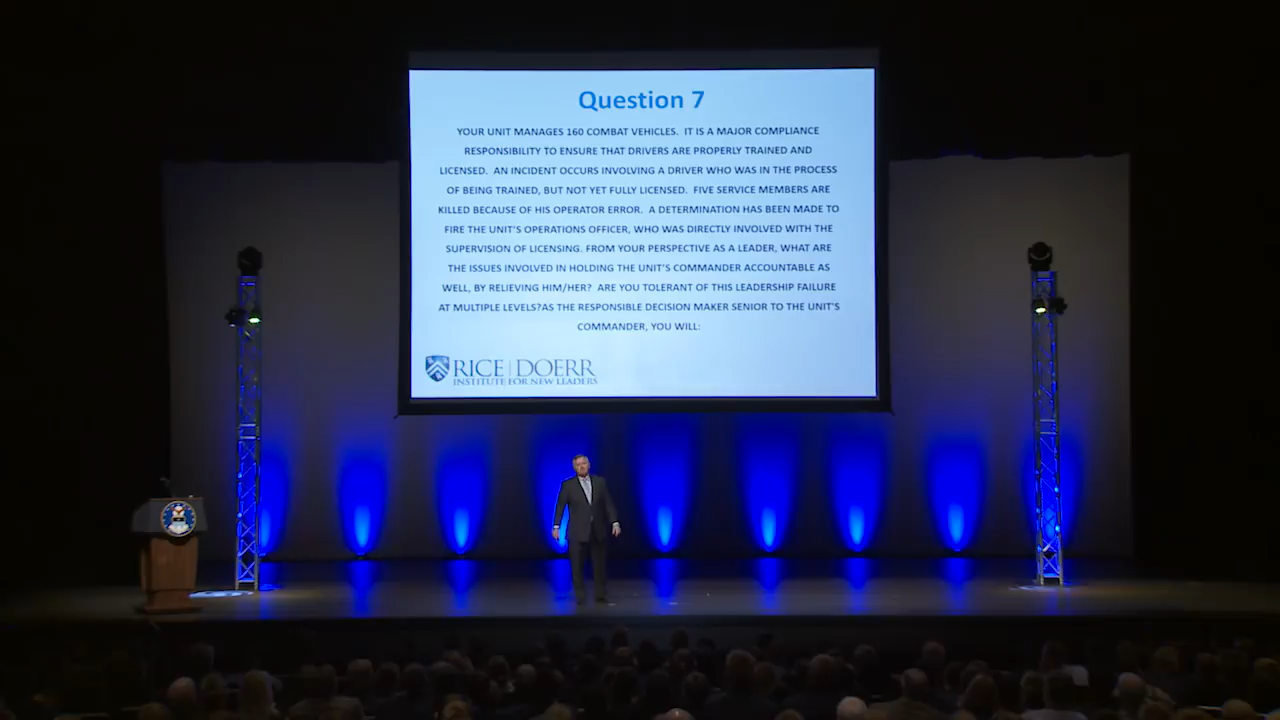 Question 7
YOUR UNIT MANAGES 160 COMBAT VEHICLES. IT IS A MAJOR COMPLIANCE
RESPONSIBILITY TO ENSURE THAT DRIVERS ARE PROPERLY TRAINED AND
LICENSED. AN INCIDENT OCCURS INVOLVING A DRIVER WHO WAS IN THE PROCESS
OF BEING TRAINED, BUT NOT YET FULLY LICENSED. FIVE SERVICE MEMBERS ARE
KILLED BECAUSE OF HIS OPERATOR ERROR. A DETERMINATION HAS BEEN MADE TO
FIRE THE UNIT'S OPERATIONS OFFICER, WHO WAS DIRECTLY INVOLVED WITH THE
SUPERVISION OF LICENSING. FROM YOUR PERSPECTIVE AS A LEADER, WHAT ARE
THE ISSUES INVOLVED IN HOLDING THE UNIT'S COMMANDER ACCOUNTABLE AS
WELL, BY RELIEVING HIM/HER? ARE YOU TOLERANT OF THIS LEADERSHIP FAILURE
AT MULTIPLE LEVELS?AS THE RESPONSIBLE DECISION MAKER SENIOR TO THE UNIT'S
COMMANDER, YOU WILL:
RICE | DOERR
INSTITUTE FOR NEW LEADERS